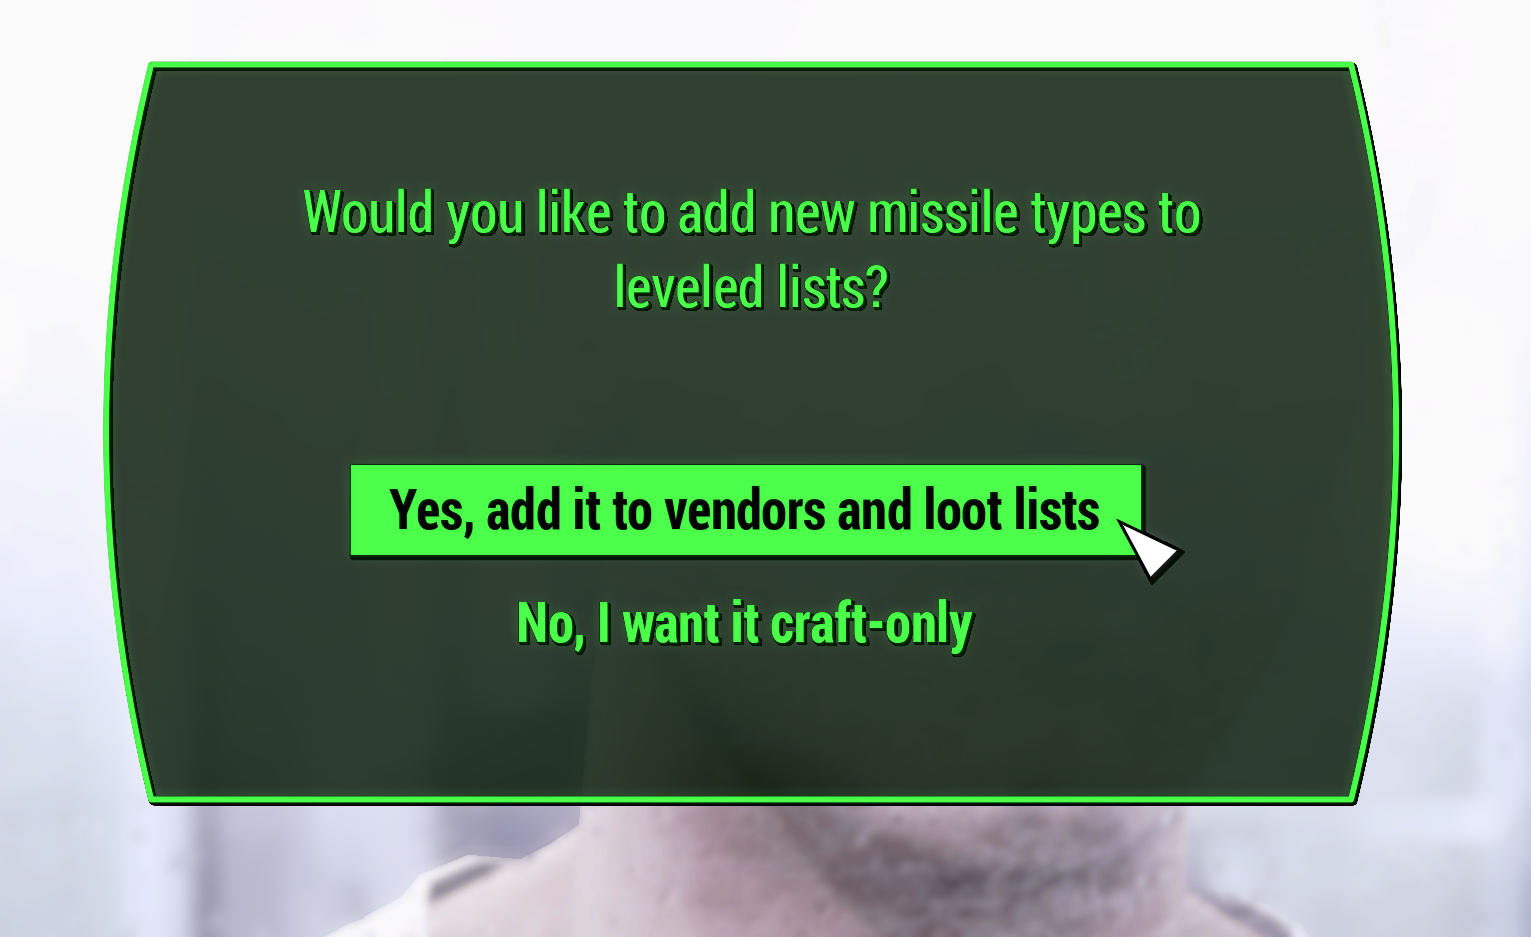 Would you like to add new missile types to
leveled lists?
Yes, add it to vendors and loot lists
No, I want it craft-only